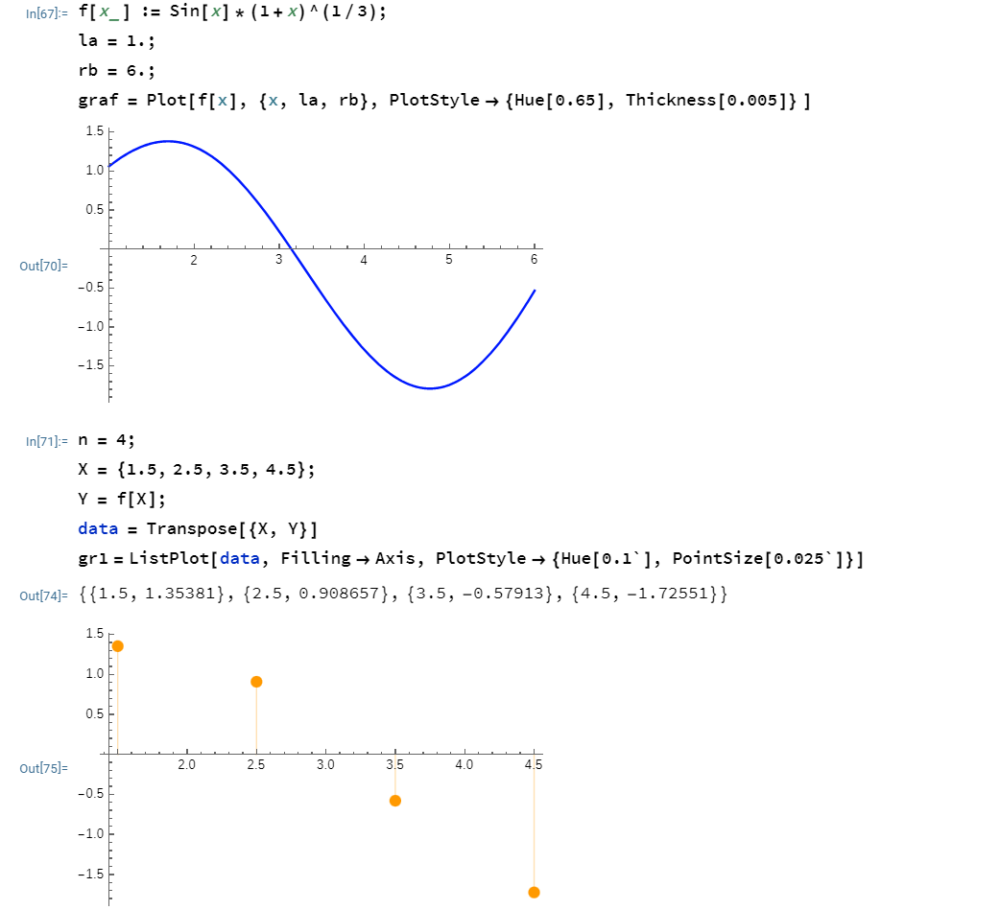 In[67]:= f[x_] := Sin[x] * (1 + x) ^ (1 / 3);
la = 1.;
rb = 6.;
graf = Plot[f[x], {x, la, rb}, PlotStyle → {Hue[0.65], Thickness[0.005]} ]
1.5
1.0
0.5
2 3 4 5 6
Out[70]=
−0.5
−1.0
−1.5
In[71]:= n = 4;
X = {1.5, 2.5, 3.5, 4.5};
Y = f[X];
data = Transpose[{X, Y}]
gr1 = ListPlot[data, Filling → Axis, PlotStyle → {Hue[0.1`], PointSize[0.025`]}]
Out[74]= {{1.5, 1.35381}, {2.5, 0.908657}, {3.5, −0.57913}, {4.5, −1.72551}}
1.5
1.0
0.5
2.0 2.5 3.0 3.5 4.0 4.5
Out[75]=
−0.5
−1.0
−1.5